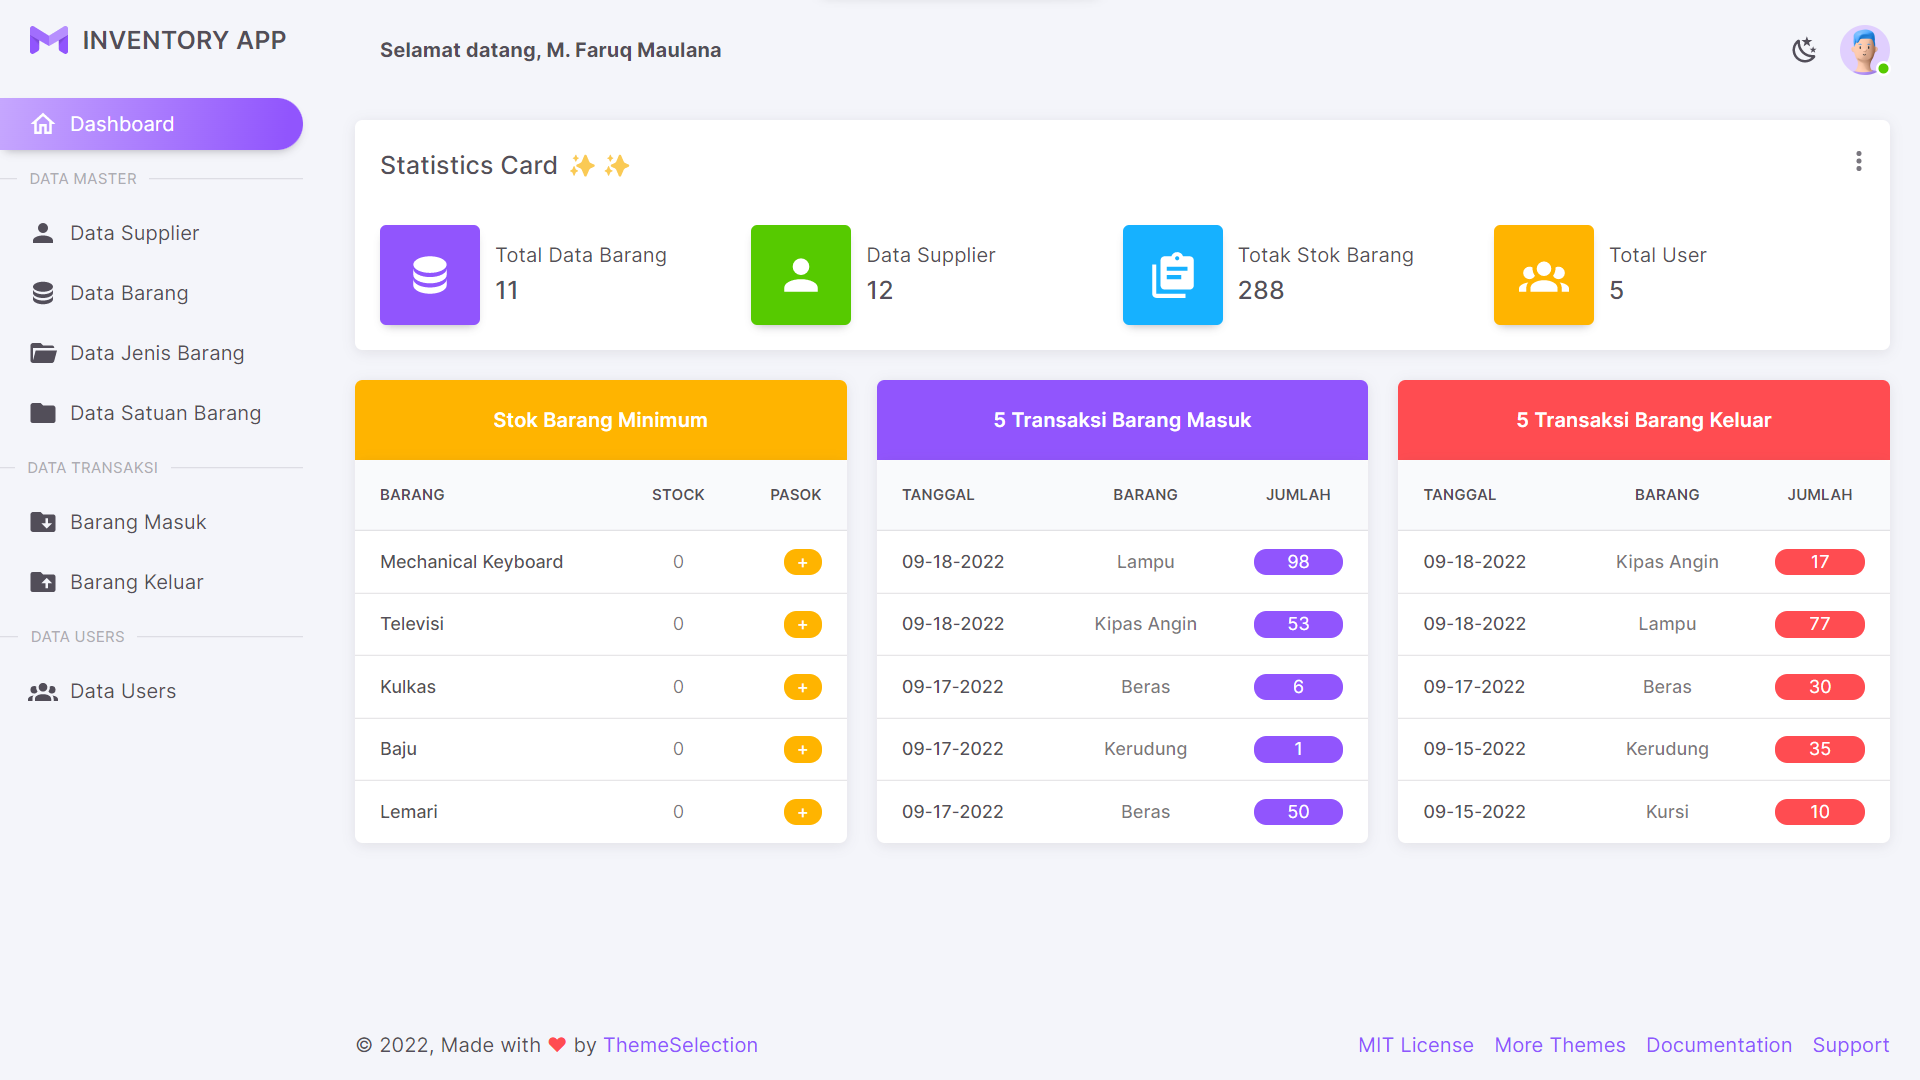 INVENTORY APP
Selamat datang, M. Faruq Maulana
Dashboard
DATA MASTER
Data Supplier
Data Barang
Data Jenis Barang
Data Satuan Barang
DATA TRANSAKSI
Barang Masuk
Barang Keluar
DATA USERS
Data Users
Statistics Card ✨ ✨
Total Data Barang
11
Data Supplier
12
Totak Stok Barang
288
Total User
5
Stok Barang Minimum
BARANG STOCK PASOK
Mechanical Keyboard 0 +
Televisi 0 +
Kulkas 0 +
Baju 0 +
Lemari 0 +
5 Transaksi Barang Masuk
TANGGAL BARANG JUMLAH
09-18-2022 Lampu 98
09-18-2022 Kipas Angin 53
09-17-2022 Beras 6
09-17-2022 Kerudung 1
09-17-2022 Beras 50
5 Transaksi Barang Keluar
TANGGAL BARANG JUMLAH
09-18-2022 Kipas Angin 17
09-18-2022 Lampu 77
09-17-2022 Beras 30
09-15-2022 Kerudung 35
09-15-2022 Kursi 10
© 2022, Made with ❤ by ThemeSelection
MIT License More Themes Documentation Support